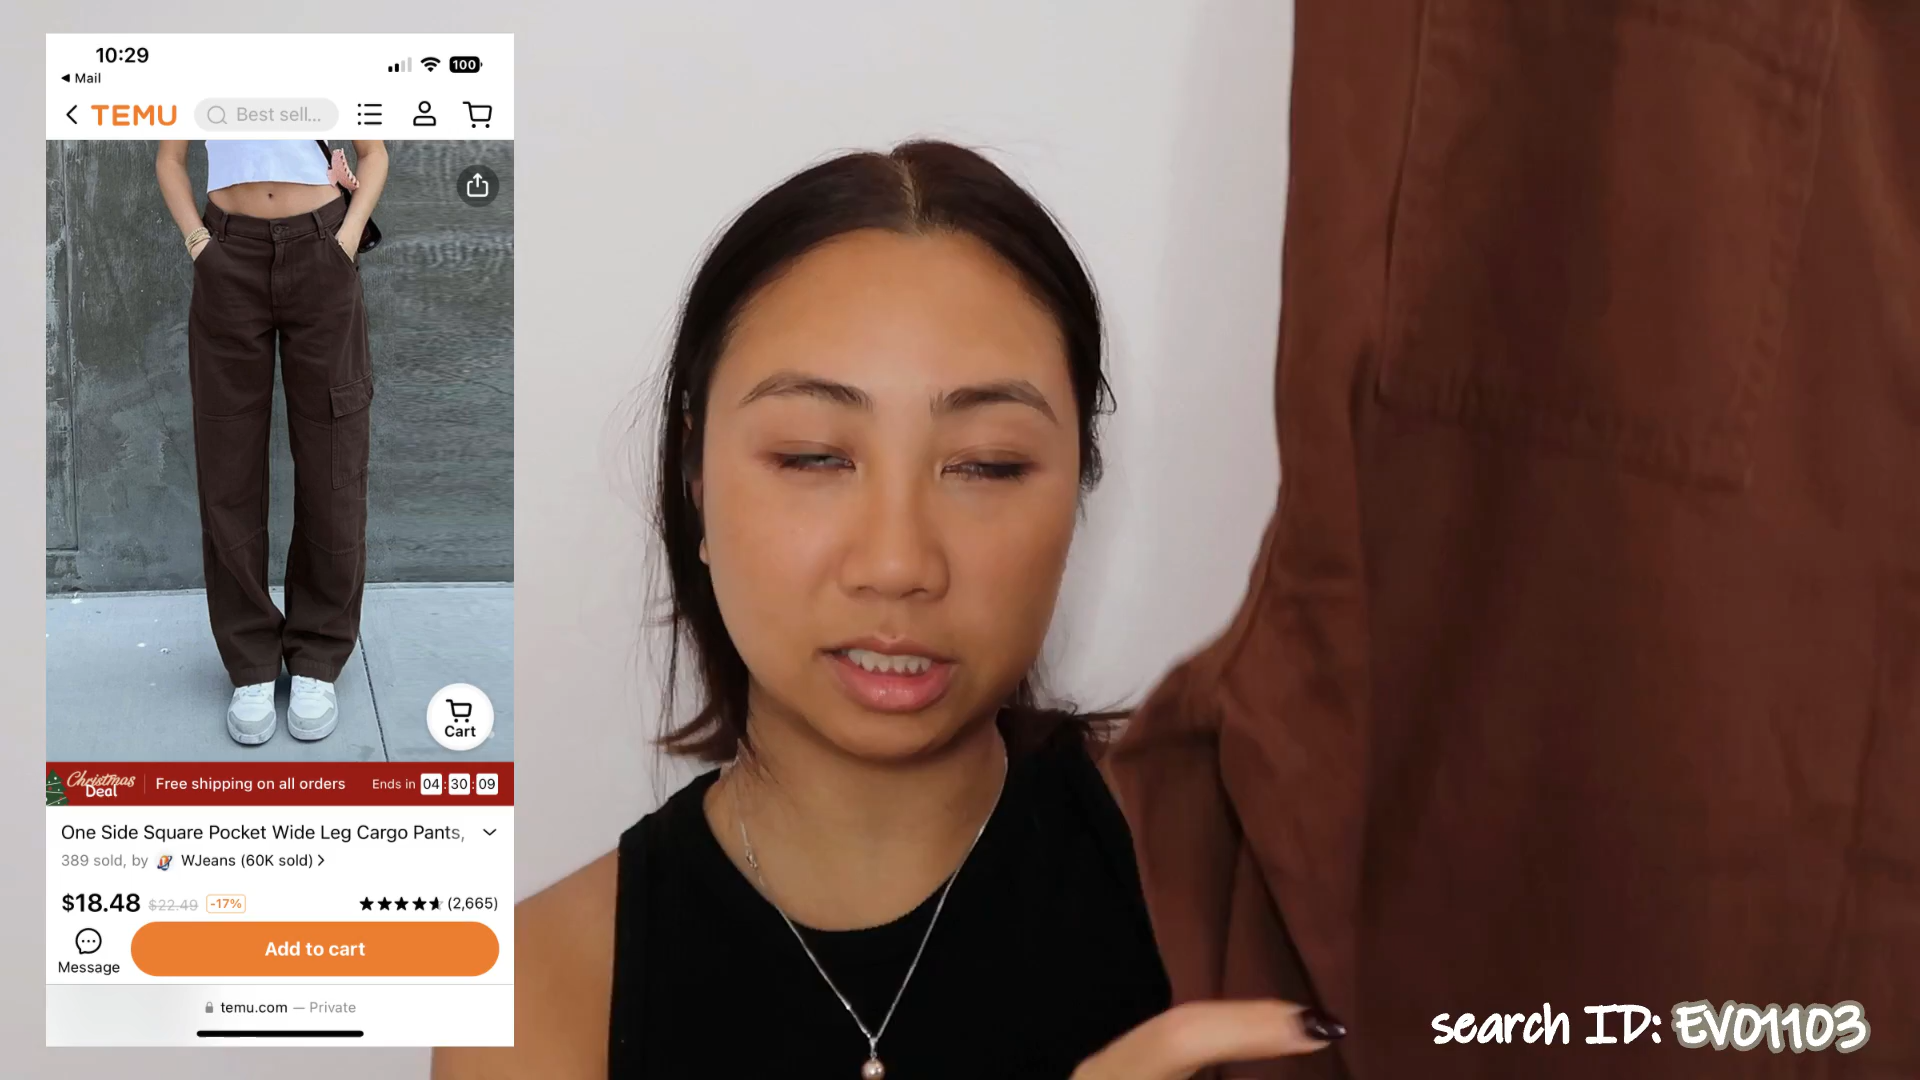 10:29
100
Mail
TEMU
Best sell...
Cart
Christmas Deal
Free shipping on all orders
Ends in 04:30:09
One Side Square Pocket Wide Leg Cargo Pants,
389 sold, by WJeans (60K sold)
$18.48 $22.49 -17% (2,665)
Message
Add to cart
temu.com — Private
search ID: EVO1103